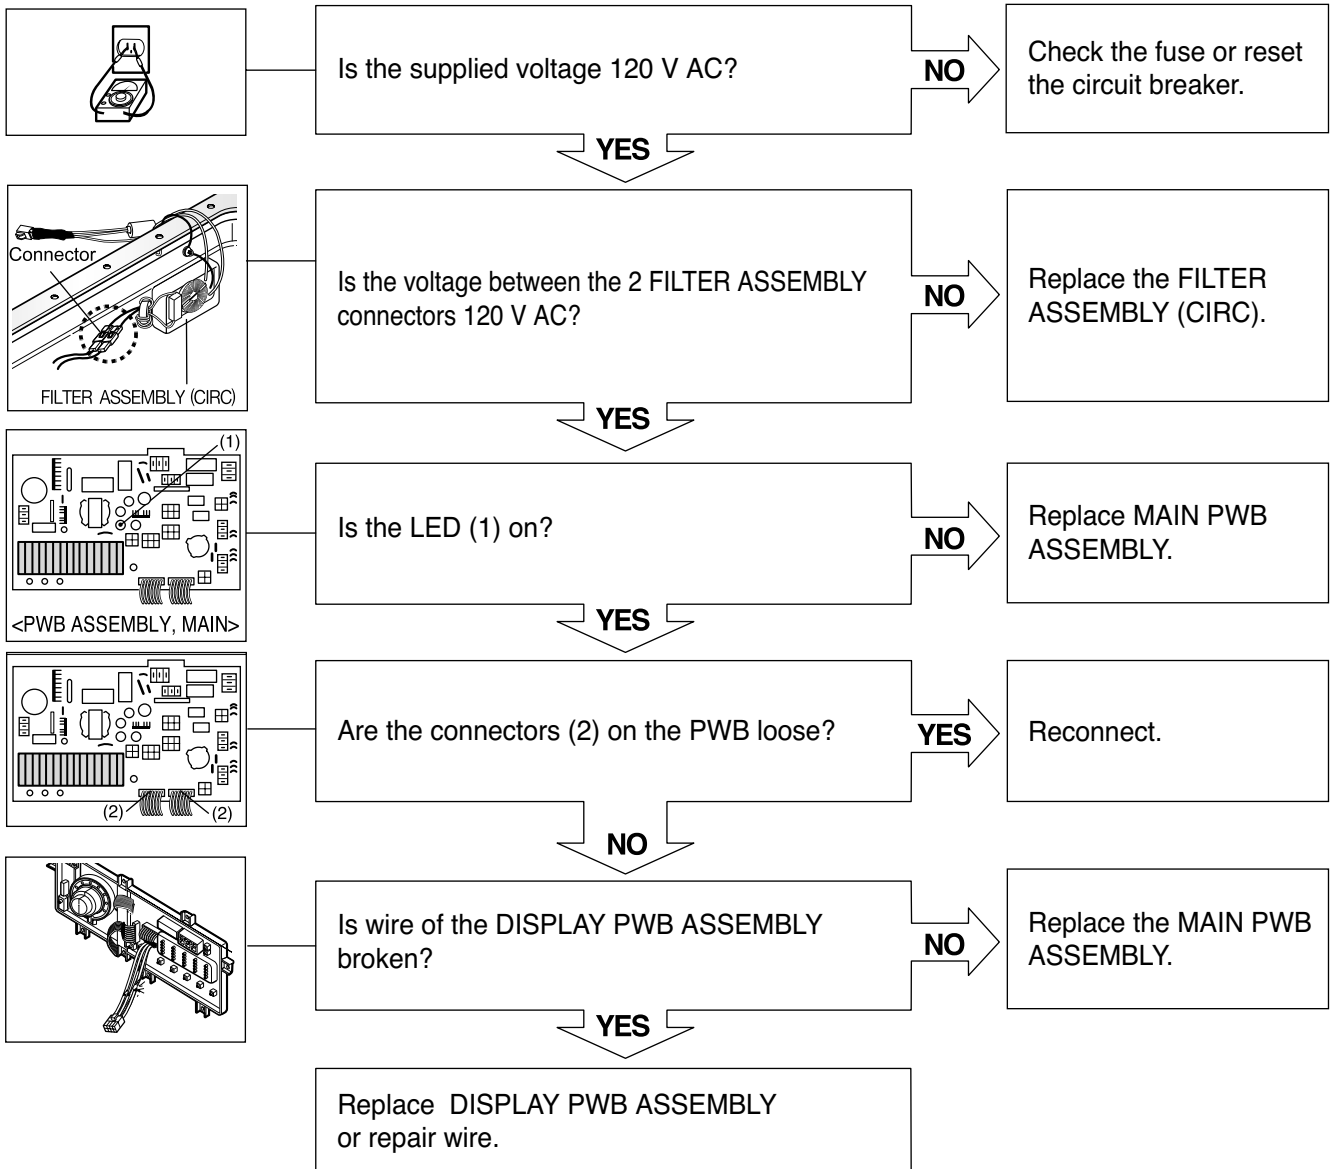 Is the supplied voltage 120 V AC?
NO
Check the fuse or reset
the circuit breaker.
YES
Connector
FILTER ASSEMBLY (CIRC)
Is the voltage between the 2 FILTER ASSEMBLY
connectors 120 V AC?
NO
Replace the FILTER
ASSEMBLY (CIRC).
YES
(1)
<PWB ASSEMBLY, MAIN>
Is the LED (1) on?
NO
Replace MAIN PWB
ASSEMBLY.
YES
(2)
(2)
Are the connectors (2) on the PWB loose?
YES
Reconnect.
NO
Is wire of the DISPLAY PWB ASSEMBLY
broken?
NO
Replace the MAIN PWB
ASSEMBLY.
YES
Replace DISPLAY PWB ASSEMBLY
or repair wire.